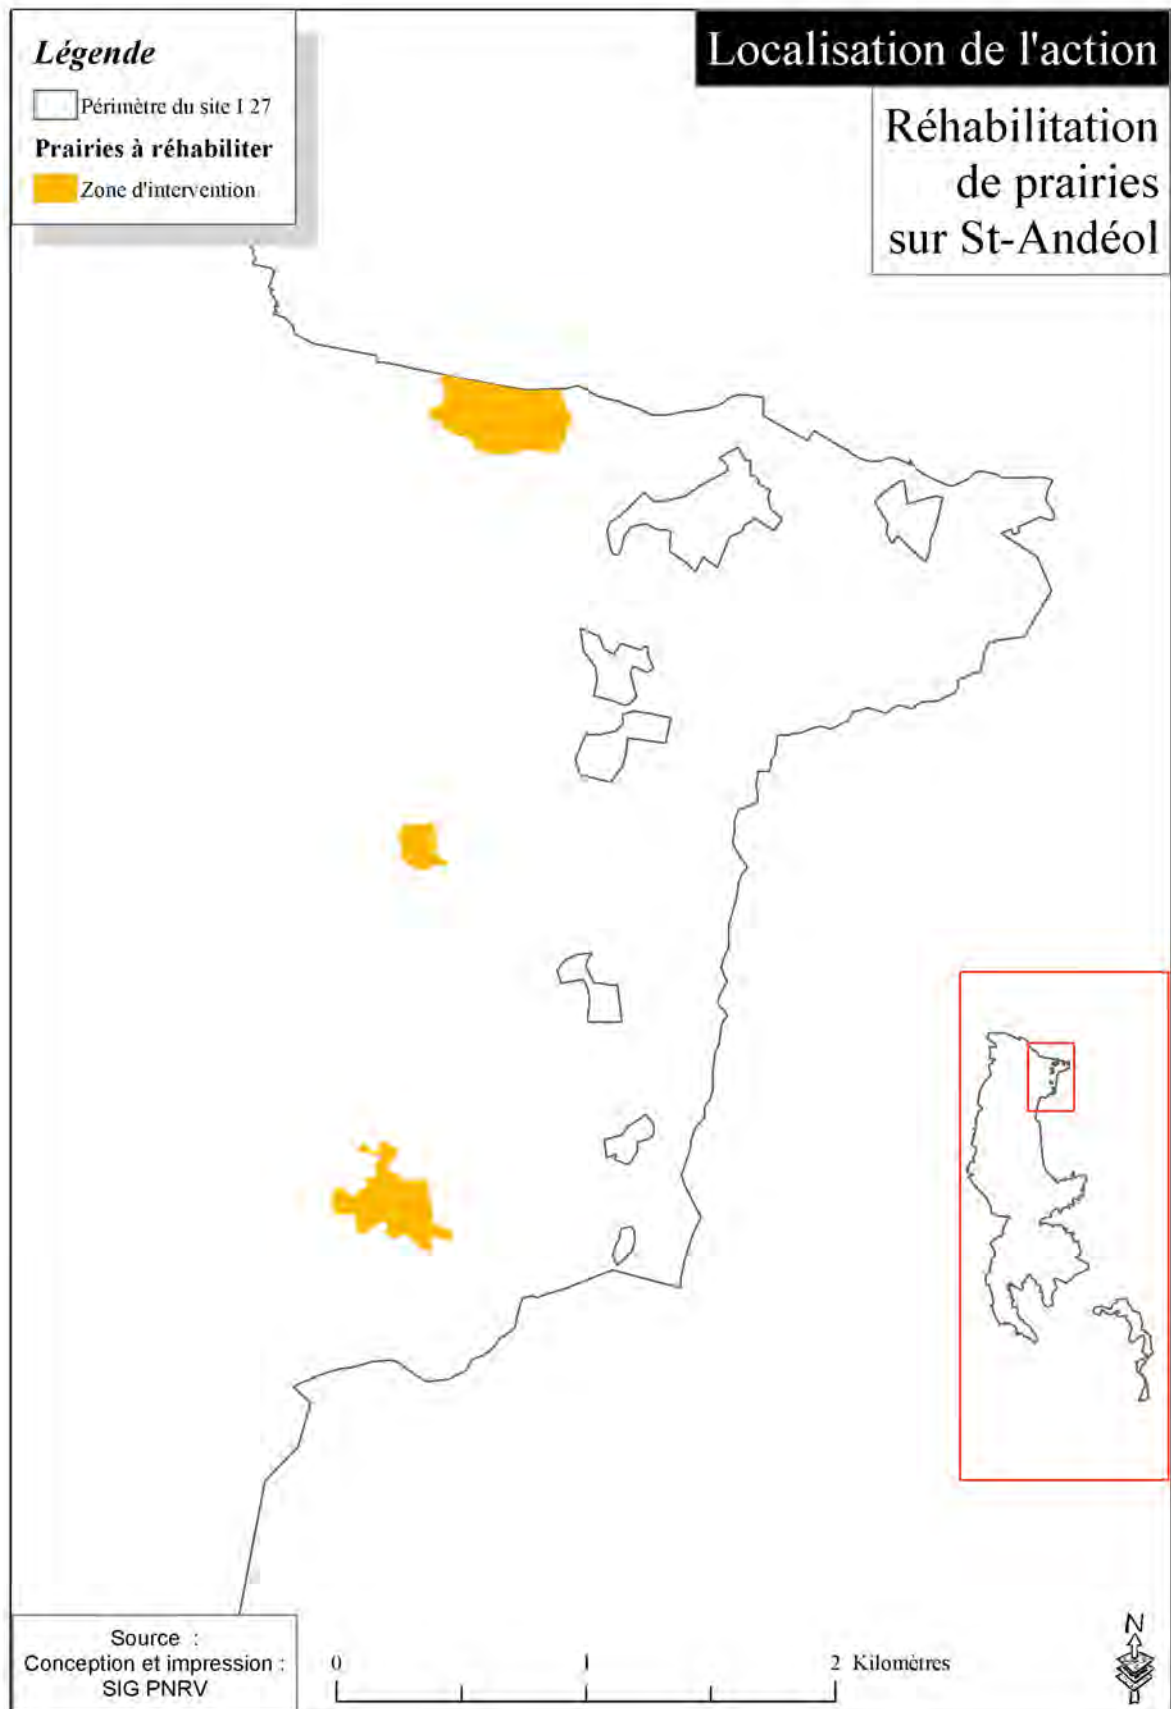 Légende
Périmètre du site I 27
Prairies à réhabiliter
Zone d'intervention
Localisation de l'action
Réhabilitation
de prairies
sur St-Andéol
Source :
Conception et impression :
SIG PNRV
0 1 2 Kilomètres
N